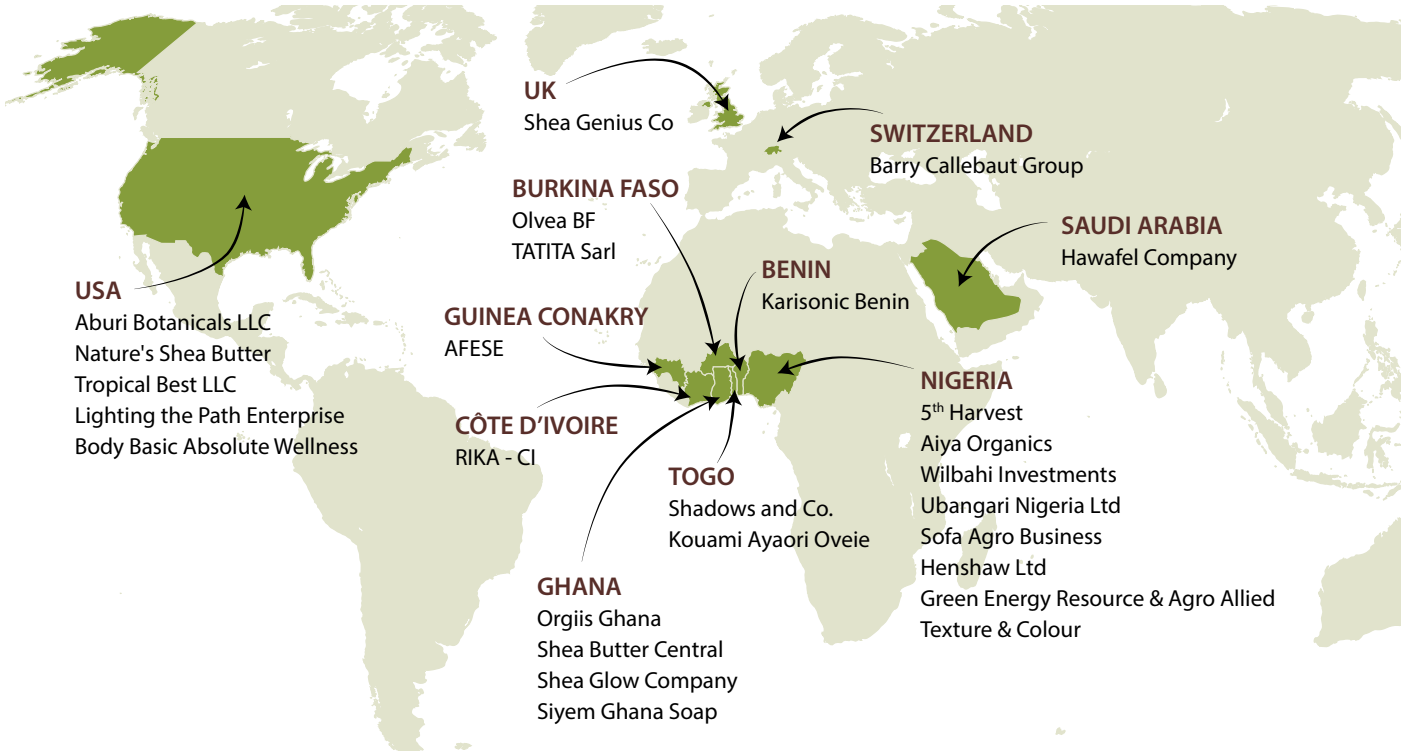 UK
Shea Genius Co
SWITZERLAND
Barry Callebaut Group
BURKINA FASO
Olvea BF
TATITA Sarl
SAUDI ARABIA
Hawafel Company
BENIN
Karisonic Benin
USA
Aburi Botanicals LLC
Nature's Shea Butter
Tropical Best LLC
Lighting the Path Enterprise
Body Basic Absolute Wellness
GUINEA CONAKRY
AFESE
CÔTE D'IVOIRE
RIKA - CI
NIGERIA
5th Harvest
Aiya Organics
Wilbahi Investments
Ubangari Nigeria Ltd
Sofa Agro Business
Henshaw Ltd
Green Energy Resource & Agro Allied
Texture & Colour
TOGO
Shadows and Co.
Kouami Ayaori Oveie
GHANA
Orgiis Ghana
Shea Butter Central
Shea Glow Company
Siyem Ghana Soap